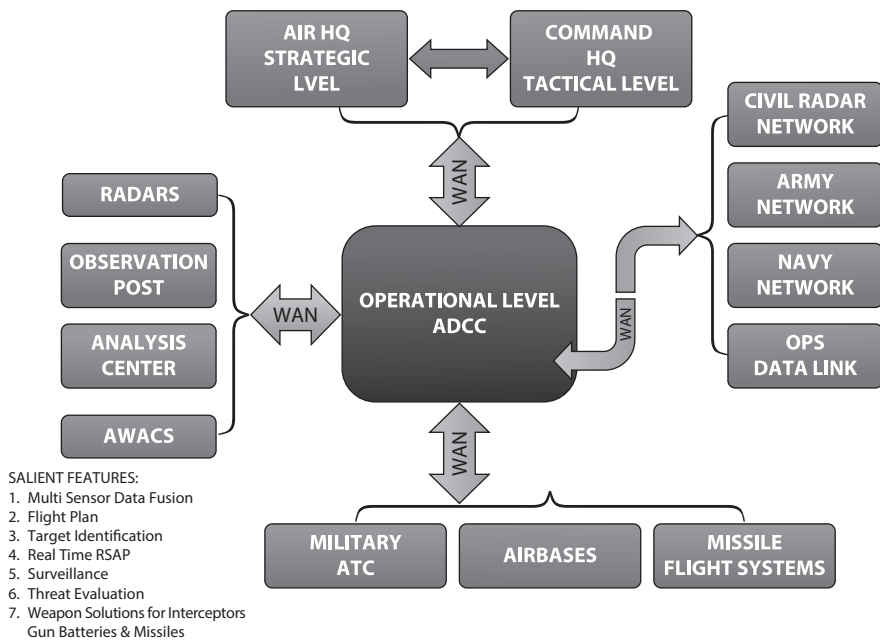 AIR HQ
STRATEGIC
LVEL
COMMAND
HQ
TACTICAL LEVEL
WAN
CIVIL RADAR
NETWORK
ARMY
NETWORK
NAVY
NETWORK
OPS
DATA LINK
WAN
RADARS
OBSERVATION
POST
ANALYSIS
CENTER
AWACS
WAN
OPERATIONAL LEVEL
ADCC
WAN
MILITARY
ATC
AIRBASES
MISSILE
FLIGHT SYSTEMS
SALIENT FEATURES:
1. Multi Sensor Data Fusion
2. Flight Plan
3. Target Identification
4. Real Time RSAP
5. Surveillance
6. Threat Evaluation
7. Weapon Solutions for Interceptors
Gun Batteries & Missiles